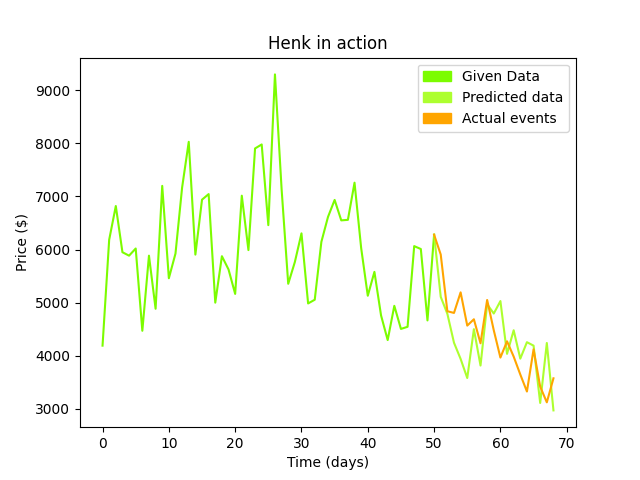 Henk in action
Given Data
Predicted data
Actual events
Price ($)
9000
8000
7000
6000
5000
4000
3000
0 10 20 30 40 50 60 70
Time (days)